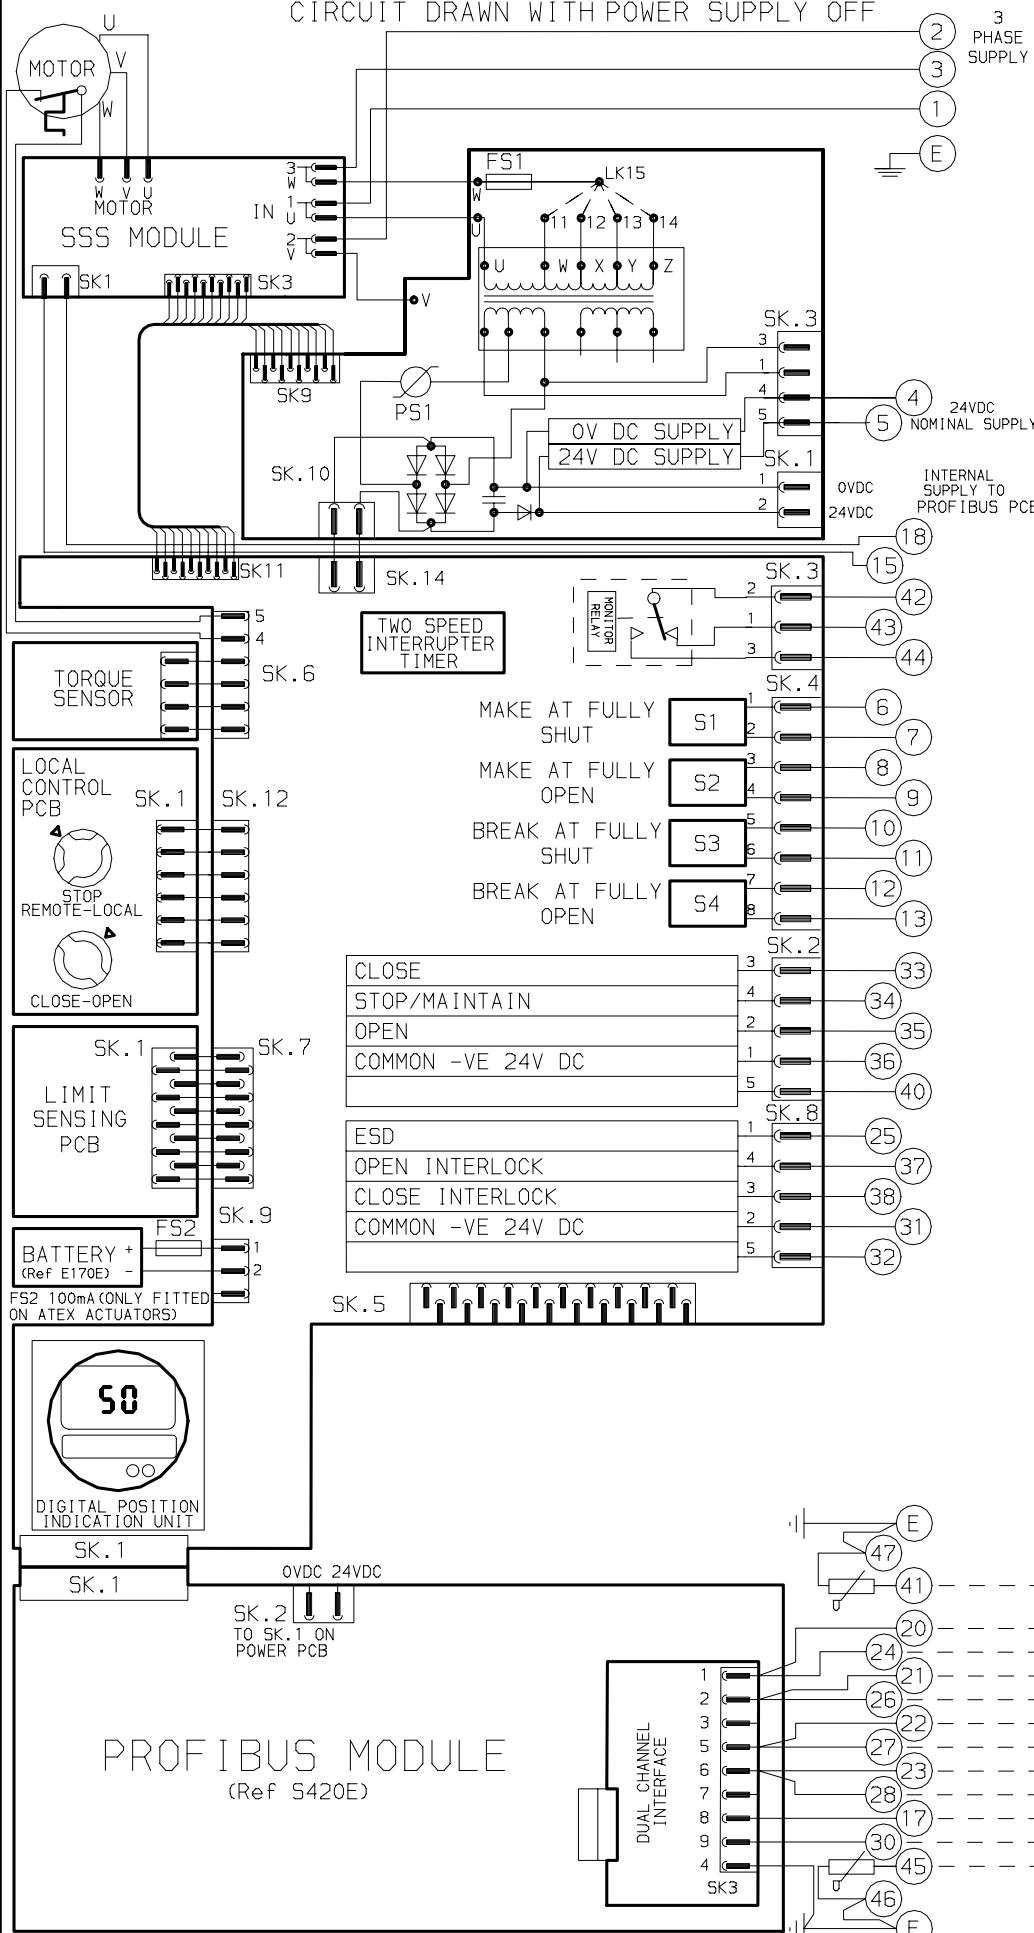 CIRCUIT DRAWN WITH POWER SUPPLY OFF
U
V
W
MOTOR
2
3
PHASE
SUPPLY
3
1
E
W V U
MOTOR
SSS MODULE
IN
3
W
1
U
2
V
SK1
SK3
FS1
LK15
W
U
V
11
12
13
14
U
W
X
Y
Z
SK.3
3
1
4
5
4
5
24VDC
NOMINAL SUPPLY
SK9
PS1
0V DC SUPPLY
24V DC SUPPLY
SK.10
SK.1
1
2
0VDC
24VDC
INTERNAL
SUPPLY TO
PROFIBUS PCB
18
15
SK11
SK.14
TWO SPEED
INTERRUPTER
TIMER
MONITOR
RELAY
SK.3
2
1
3
42
43
44
5
4
SK.6
TORQUE
SENSOR
SK.4
MAKE AT FULLY
SHUT
S1
1
2
6
7
MAKE AT FULLY
OPEN
S2
3
4
8
9
BREAK AT FULLY
SHUT
S3
5
6
10
11
BREAK AT FULLY
OPEN
S4
7
8
12
13
LOCAL
CONTROL
PCB
SK.1
SK.12
STOP
REMOTE-LOCAL
CLOSE-OPEN
SK.2
CLOSE 3 33
STOP/MAINTAIN 4 34
OPEN 2 35
COMMON -VE 24V DC 1 36
5 40
SK.1
SK.7
LIMIT
SENSING
PCB
SK.8
ESD 1 25
OPEN INTERLOCK 4 37
CLOSE INTERLOCK 3 38
COMMON -VE 24V DC 2 31
5 32
SK.9
FS2
BATTERY
(Ref E170E)
+
-
1
2
FS2 100mA(ONLY FITTED
ON ATEX ACTUATORS)
SK.5
50
DIGITAL POSITION
INDICATION UNIT
SK.1
SK.1
0VDC 24VDC
SK.2
TO SK.1 ON
POWER PCB
PROFIBUS MODULE
(Ref S420E)
DUAL CHANNEL
INTERFACE
1
2
3
5
6
7
8
9
4
SK3
E
47
41
U
20
24
21
26
22
27
23
28
17
30
45
U
46
E